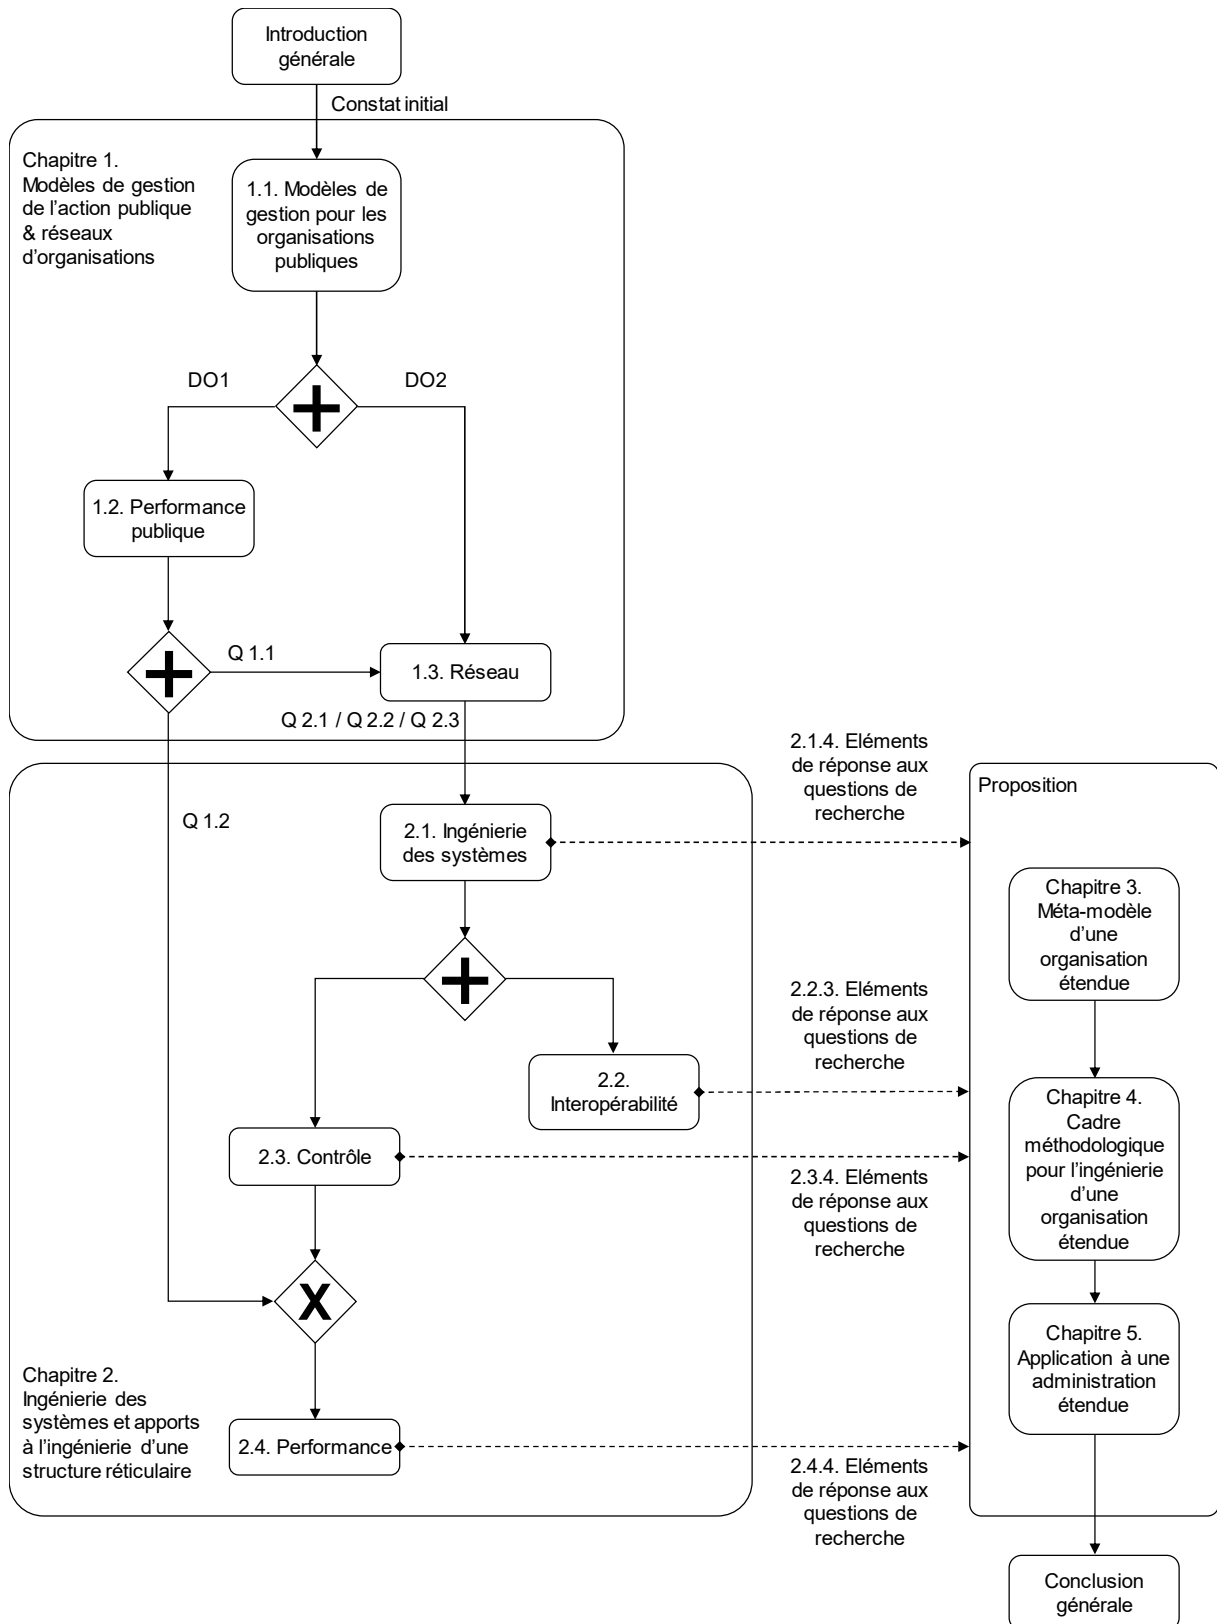 Introduction
générale
Constat initial
Chapitre 1.
Modèles de gestion
de l’action publique
& réseaux
d’organisations
1.1. Modèles de
gestion pour les
organisations
publiques
DO1
DO2
1.2. Performance
publique
Q 1.1
1.3. Réseau
Q 2.1 / Q 2.2 / Q 2.3
Q 1.2
2.1. Ingénierie
des systèmes
2.1.4. Eléments
de réponse aux
questions de
recherche
Proposition
Chapitre 3.
Méta-modèle
d’une
organisation
étendue
2.2.3. Eléments
de réponse aux
questions de
recherche
2.2.
Interopérabilité
Chapitre 4.
Cadre
méthodologique
pour l’ingénierie
d’une
organisation
étendue
2.3. Contrôle
2.3.4. Eléments
de réponse aux
questions de
recherche
X
Chapitre 5.
Application à une
administration
étendue
Chapitre 2.
Ingénierie des
systèmes et apports
à l’ingénierie d’une
structure réticulaire
2.4. Performance
2.4.4. Eléments
de réponse aux
questions de
recherche
Conclusion
générale